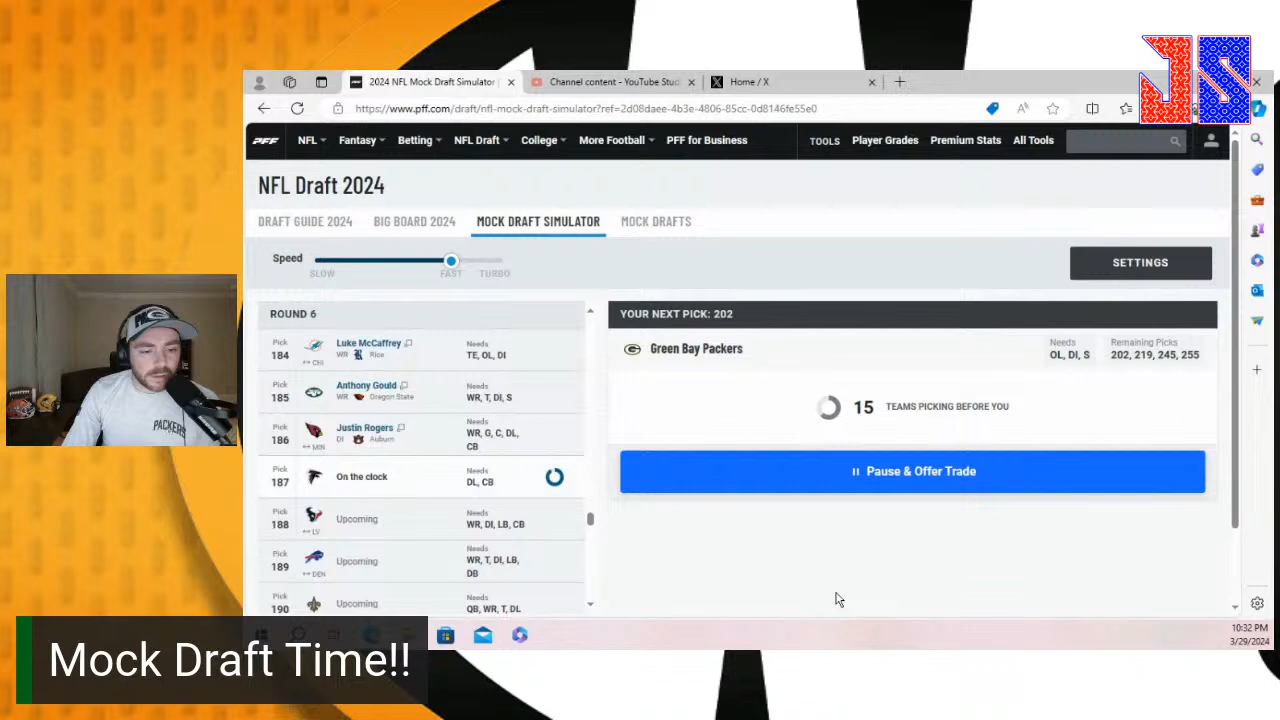 2024 NFL Mock Draft Simulator
Channel content - YouTube Stud
Home / X
JS
https://www.pff.com/draft/nfl-mock-draft-simulator?ref=2d08daee-4b3e-4806-85cc-0d8146fe55e0
PFF NFL Fantasy Betting NFL Draft College More Football PFF for Business TOOLS Player Grades Premium Stats All Tools
NFL Draft 2024
DRAFT GUIDE 2024 BIG BOARD 2024 MOCK DRAFT SIMULATOR MOCK DRAFTS
Speed
SLOW FAST TURBO
SETTINGS
ROUND 6
Pick 184
CHI
Luke McCaffrey
WR Rice
Needs
TE, OL, DI
Pick 185
Anthony Gould
WR Oregon State
Needs
WR, T, DI, S
Pick 186
MIN
Justin Rogers
DI Auburn
Needs
WR, G, C, DL,
CB
Pick 187
On the clock
Needs
DL, CB
Pick 188
LV
Upcoming
Needs
WR, DI, LB, CB
Pick 189
DEN
Upcoming
Needs
WR, T, DI, LB,
DB
Pick 190
Upcoming
Needs
QB, WR, T, DL
YOUR NEXT PICK: 202
Green Bay Packers
Needs
OL, DI, S
Remaining Picks
202, 219, 245, 255
15 TEAMS PICKING BEFORE YOU
Pause & Offer Trade
10:32 PM
3/29/2024
PACKERS
Mock Draft Time!!